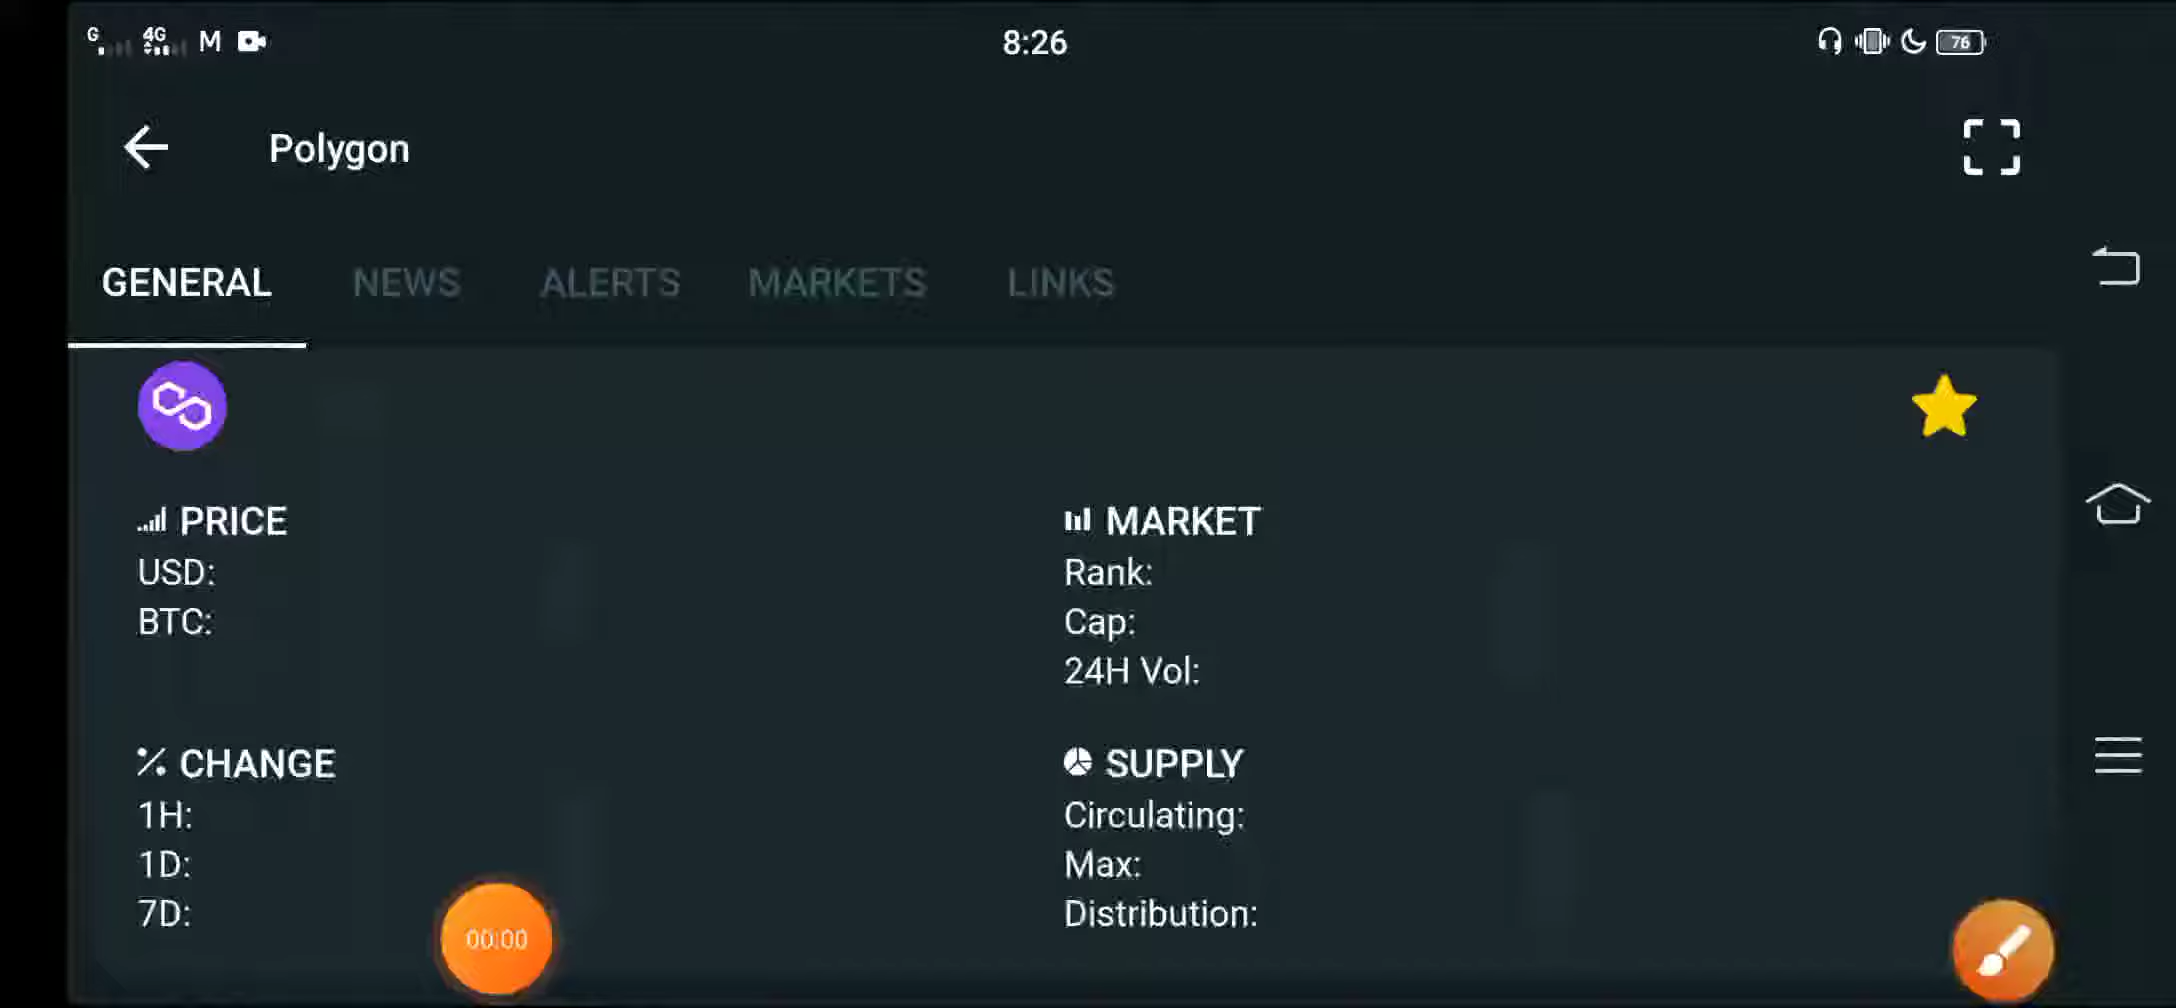 G 4G M 8:26 76
Polygon
GENERAL NEWS ALERTS MARKETS LINKS
PRICE
USD:
BTC:
MARKET
Rank:
Cap:
24H Vol:
CHANGE
1H:
1D:
7D:
SUPPLY
Circulating:
Max:
Distribution:
00:00